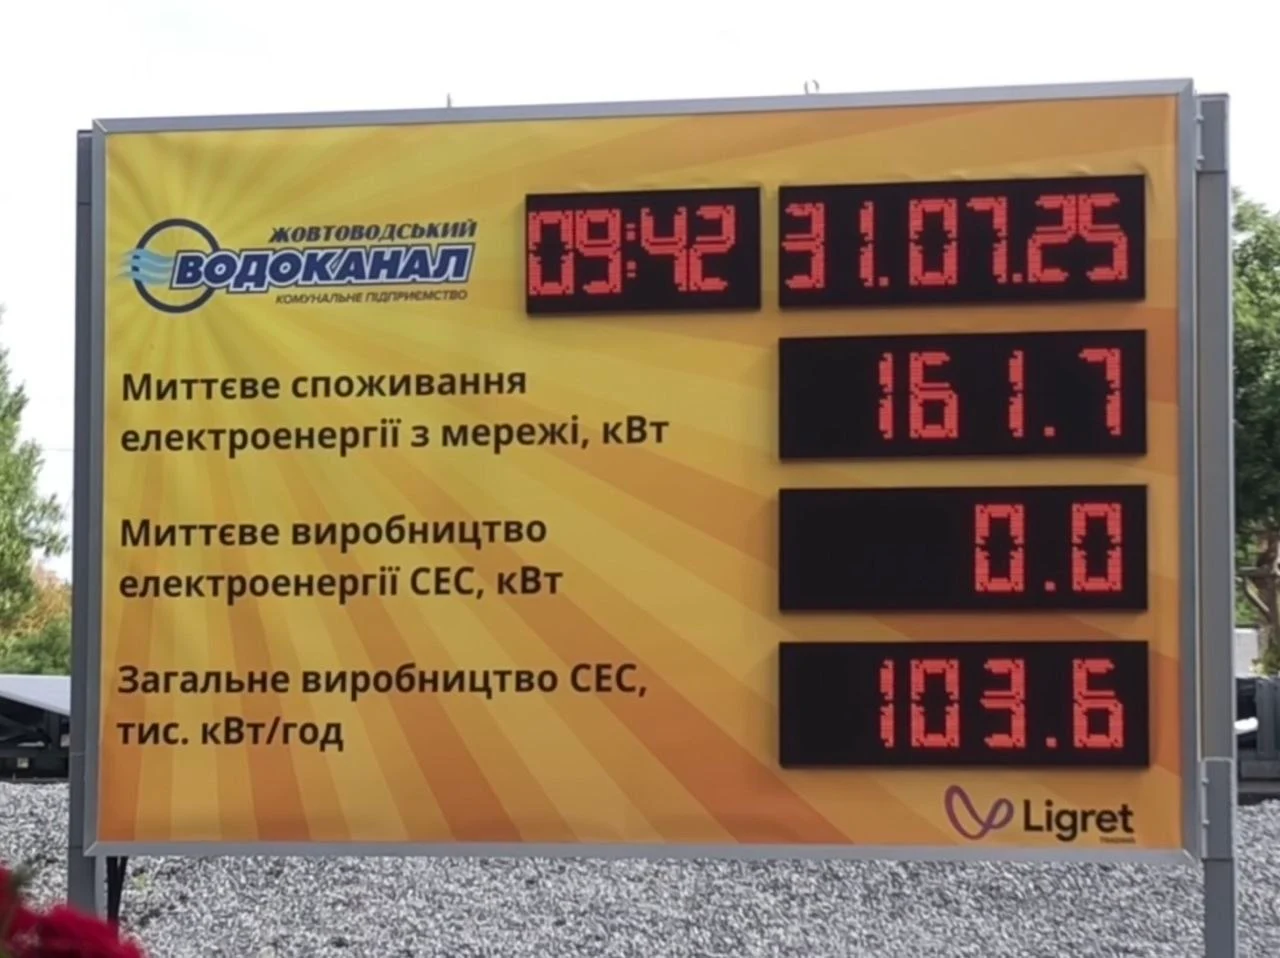 ЖОВТОВОДСЬКИЙ
ВОДОКАНАЛ
КОМУНАЛЬНЕ ПІДПРИЄМСТВО
09:42 31.07.25
Миттєве споживання
електроенергії з мережі, кВт
161.7
Миттєве виробництво
електроенергії СЕС, кВт
0.0
Загальне виробництво СЕС,
тис. кВт/год
103.6
Ligret